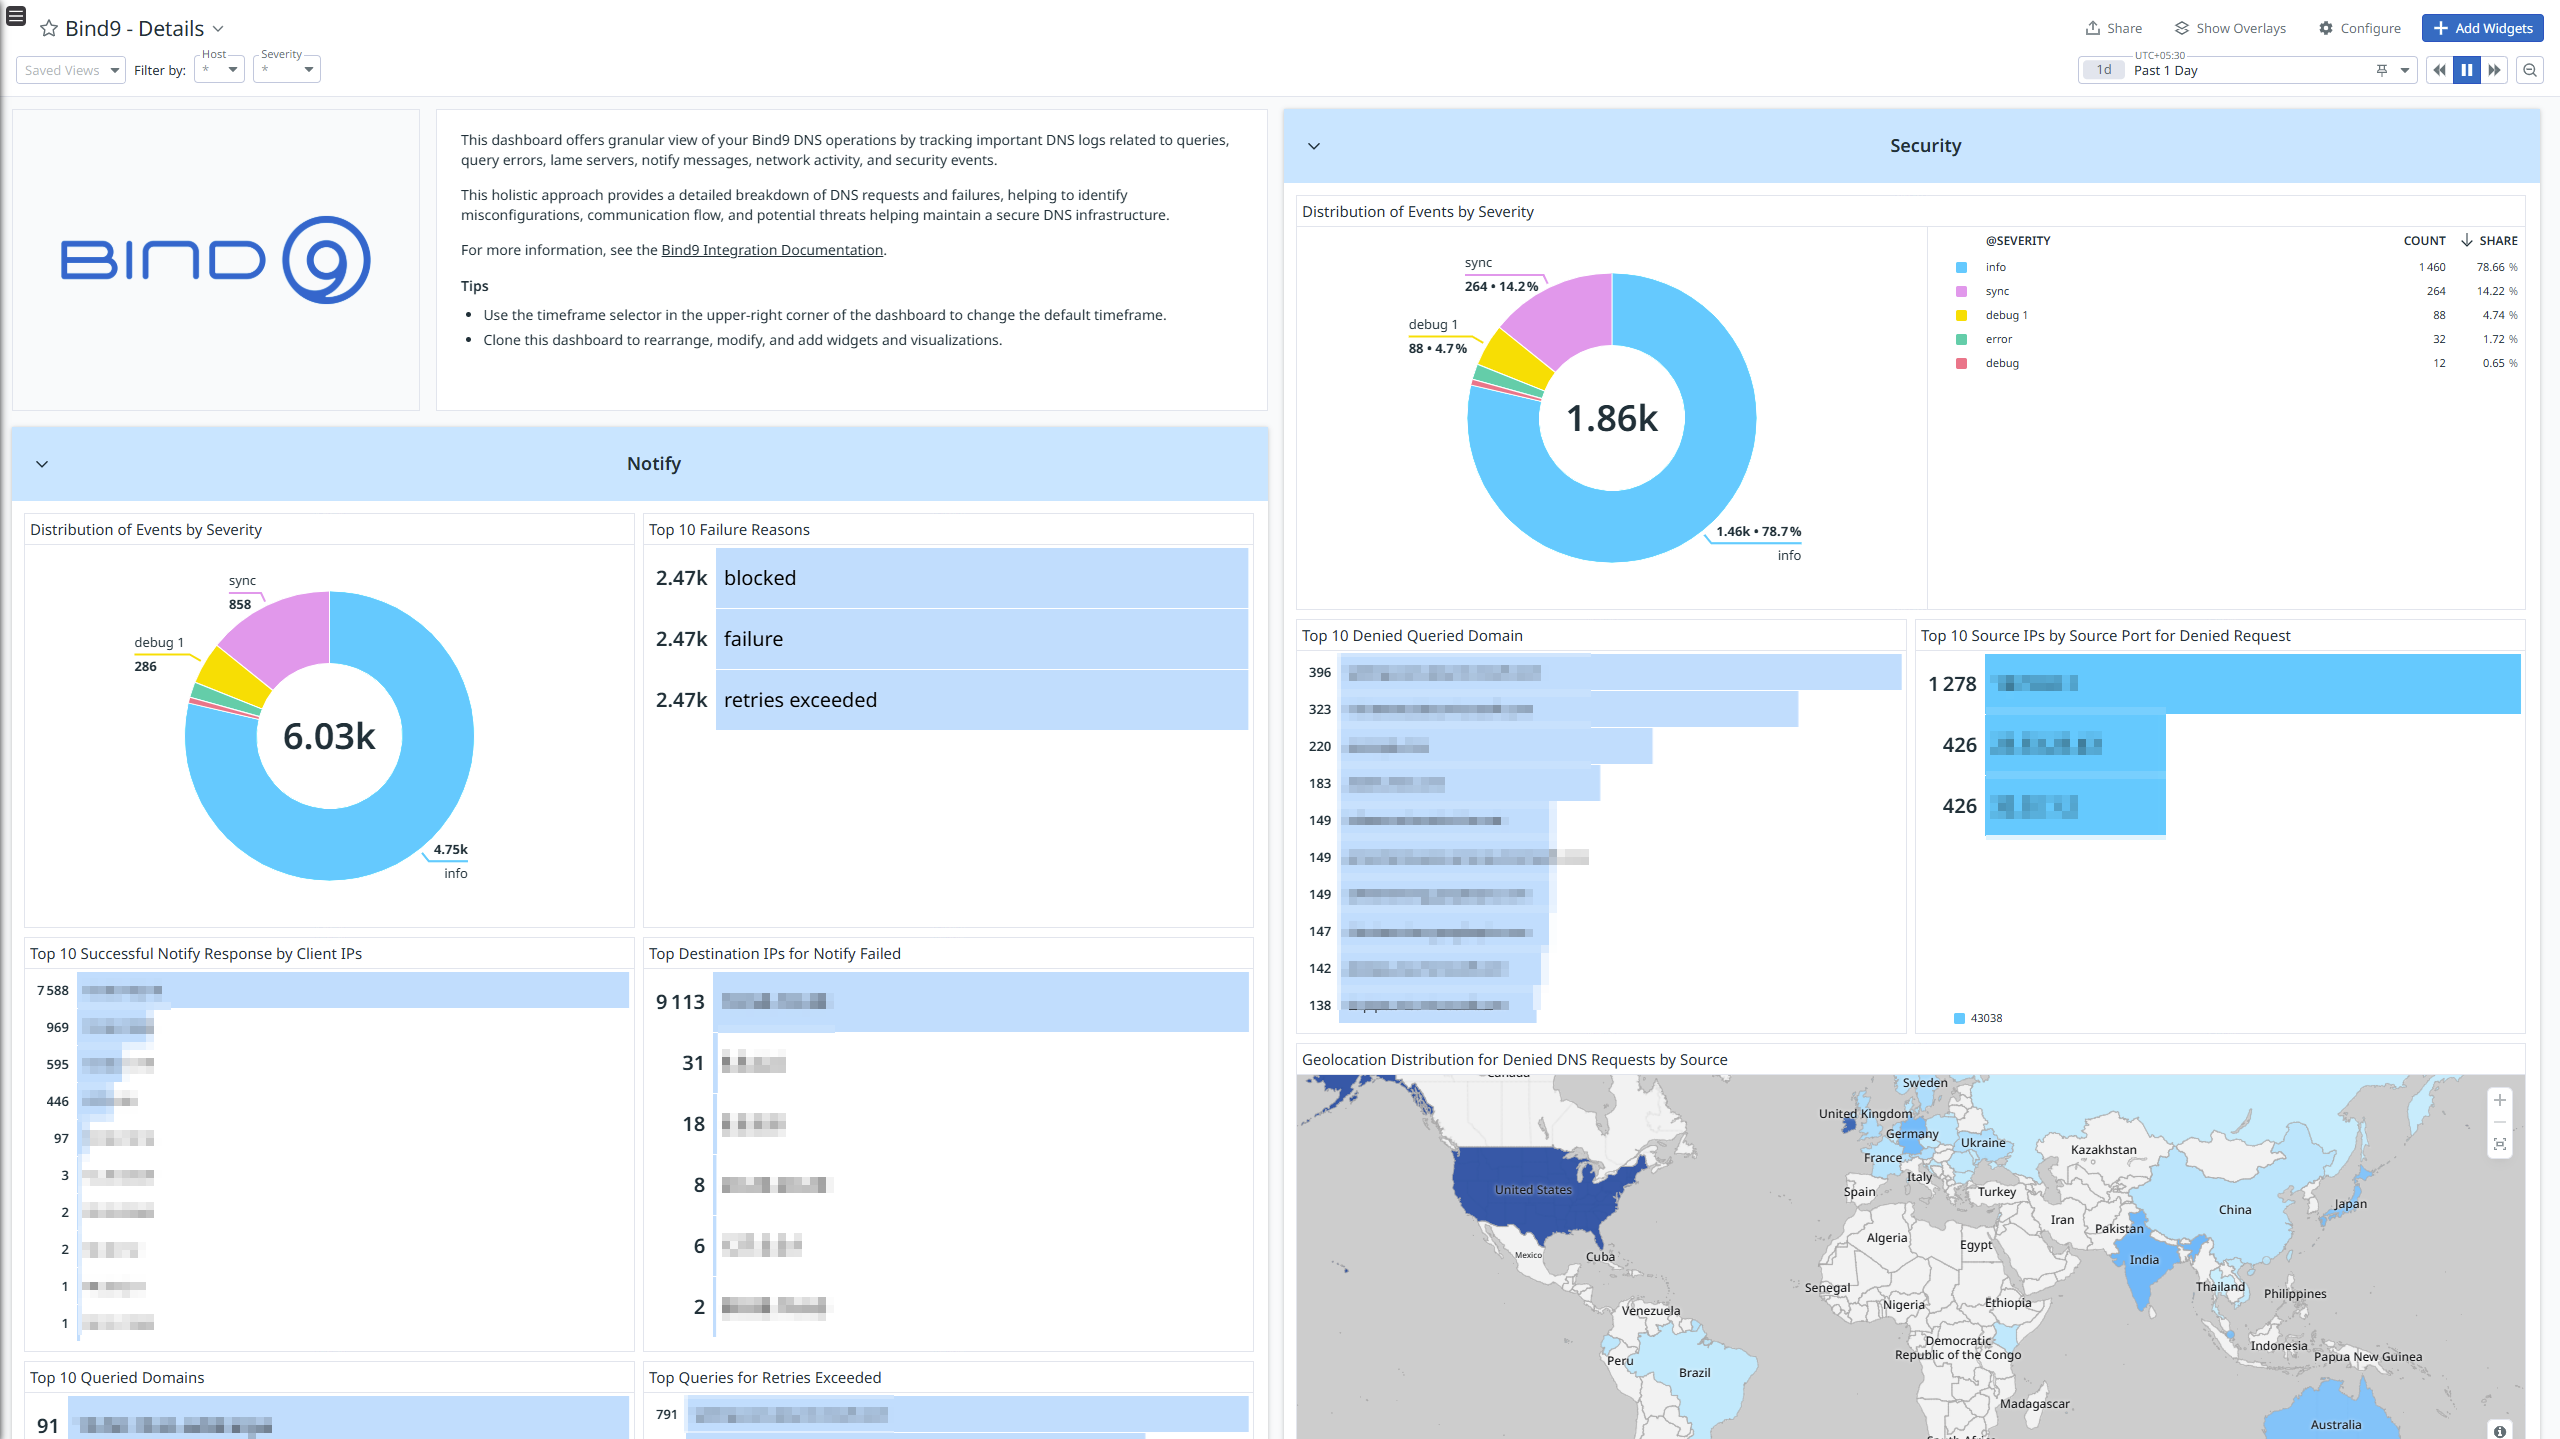 Bind9 - Details
Share
Show Overlays
Configure
Add Widgets
Saved Views
Filter by:
Host
*
Severity
*
UTC+05:30
1d
Past 1 Day
BIND 9
This dashboard offers granular view of your Bind9 DNS operations by tracking important DNS logs related to queries,
query errors, lame servers, notify messages, network activity, and security events.
This holistic approach provides a detailed breakdown of DNS requests and failures, helping to identify
misconfigurations, communication flow, and potential threats helping maintain a secure DNS infrastructure.
For more information, see the Bind9 Integration Documentation.
Tips
• Use the timeframe selector in the upper-right corner of the dashboard to change the default timeframe.
• Clone this dashboard to rearrange, modify, and add widgets and visualizations.
Notify
Distribution of Events by Severity
sync
858
debug 1
286
6.03k
4.75k
info
Top 10 Failure Reasons
2.47k blocked
2.47k failure
2.47k retries exceeded
Top 10 Successful Notify Response by Client IPs
7 588
969
595
446
97
3
2
2
1
1
Top Destination IPs for Notify Failed
9 113
31
18
8
6
2
Top 10 Queried Domains
91
Top Queries for Retries Exceeded
791
Security
Distribution of Events by Severity
sync
264 • 14.2%
debug 1
88 • 4.7%
1.86k
1.46k • 78.7%
info
@SEVERITY COUNT SHARE
info 1 460 78.66 %
sync 264 14.22 %
debug 1 88 4.74 %
error 32 1.72 %
debug 12 0.65 %
Top 10 Denied Queried Domain
396
323
220
183
149
149
149
147
142
138
Top 10 Source IPs by Source Port for Denied Request
1 278
426
426
43038
Geolocation Distribution for Denied DNS Requests by Source
Canada
Sweden
United Kingdom
Germany
Ukraine
Kazakhstan
France
Italy
Spain
Turkey
United States
Japan
China
Iran
Pakistan
Algeria
Egypt
India
Mexico
Cuba
Senegal
Thailand
Philippines
Nigeria
Ethiopia
Venezuela
Democratic
Republic of the Congo
Indonesia
Papua New Guinea
Peru
Brazil
Madagascar
Australia